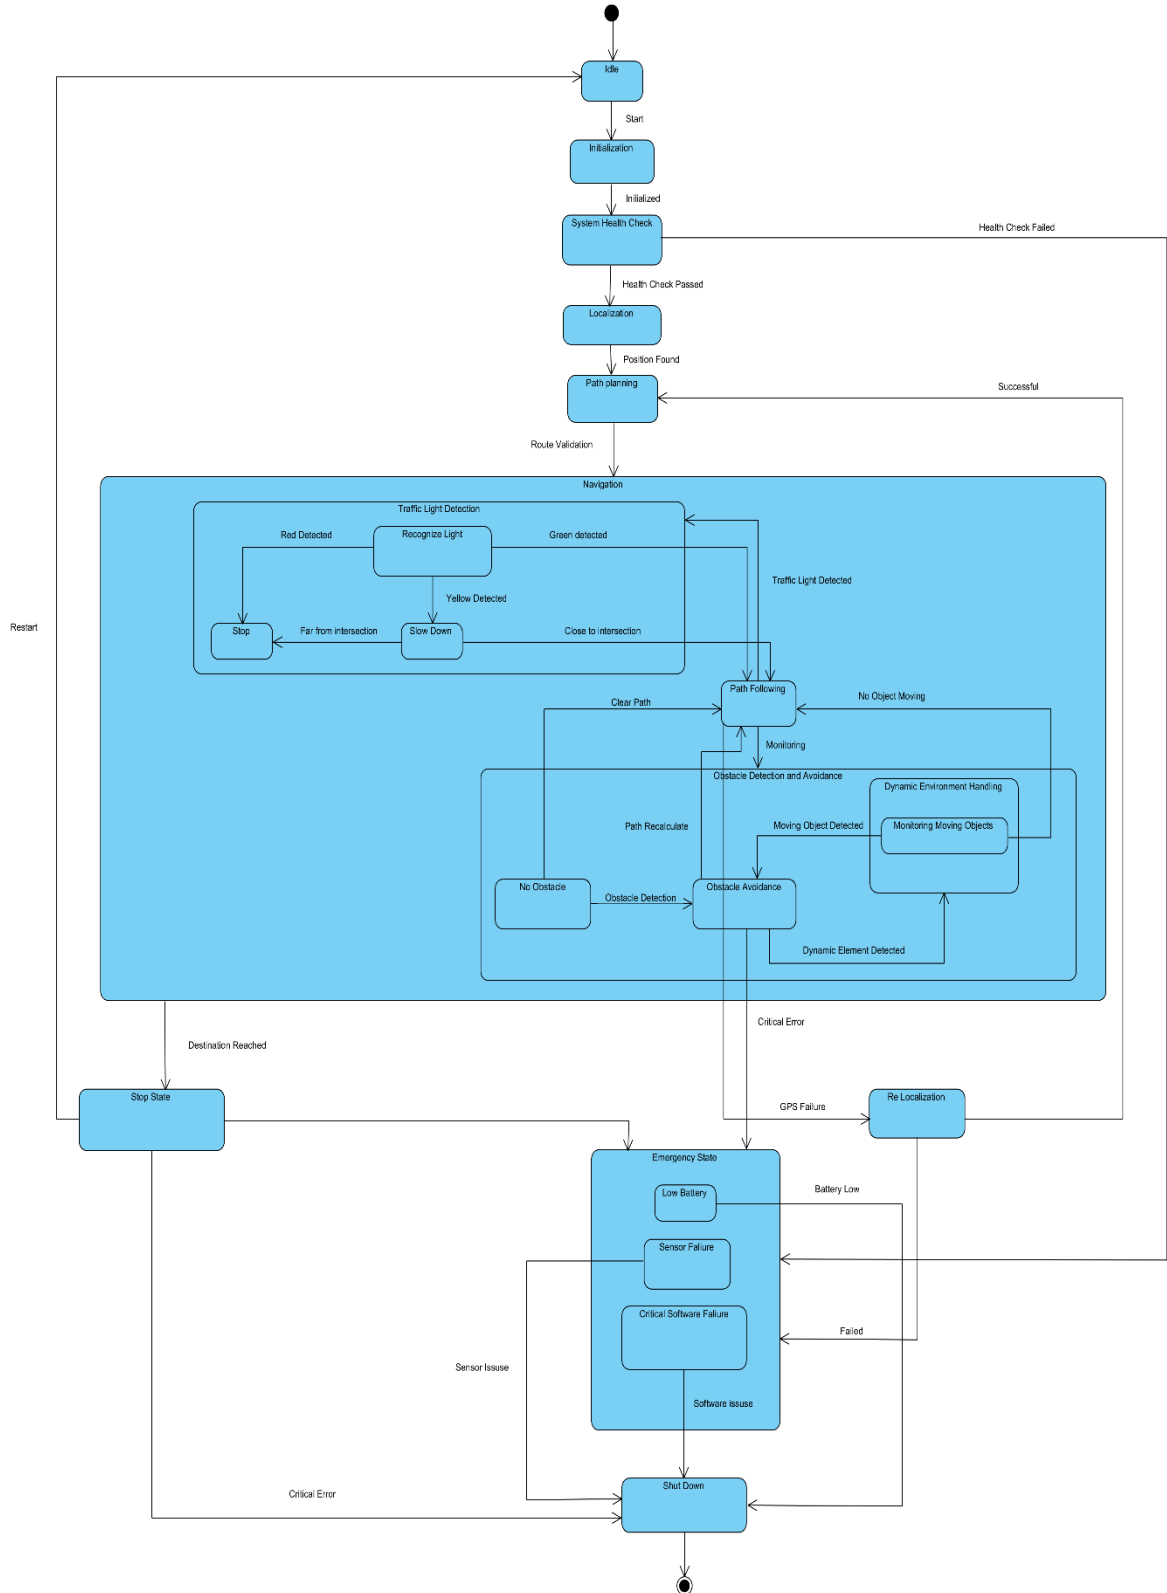 Idle
Start
Initialization
Iniliazed
System Health Check
Health Check Failed
Health Check Passed
Localization
Position Found
Path planning
Successful
Route Validation
Navigation
Traffic Light Detection
Recognize Light
Red Detected
Green detected
Traffic Light Detected
Yellow Detected
Restart
Stop
Far from intersection
Slow Down
Close to intersection
Path Following
No Object Moving
Clear Path
Monitoring
Obstacle Detection and Avoidance
Dynamic Environment Handling
Path Recalculate
Moving Object Detected
Monitoring Moving Objects
No Obstacle
Obstacle Detection
Obstacle Avoidance
Dynamic Element Detected
Critical Error
Destination Reached
Stop State
GPS Failure
Re Localization
Emergency State
Low Battery
Battery Low
Sensor Faliure
Critical Software Faliure
Failed
Sensor Issuse
Software issuse
Shut Down
Critical Error